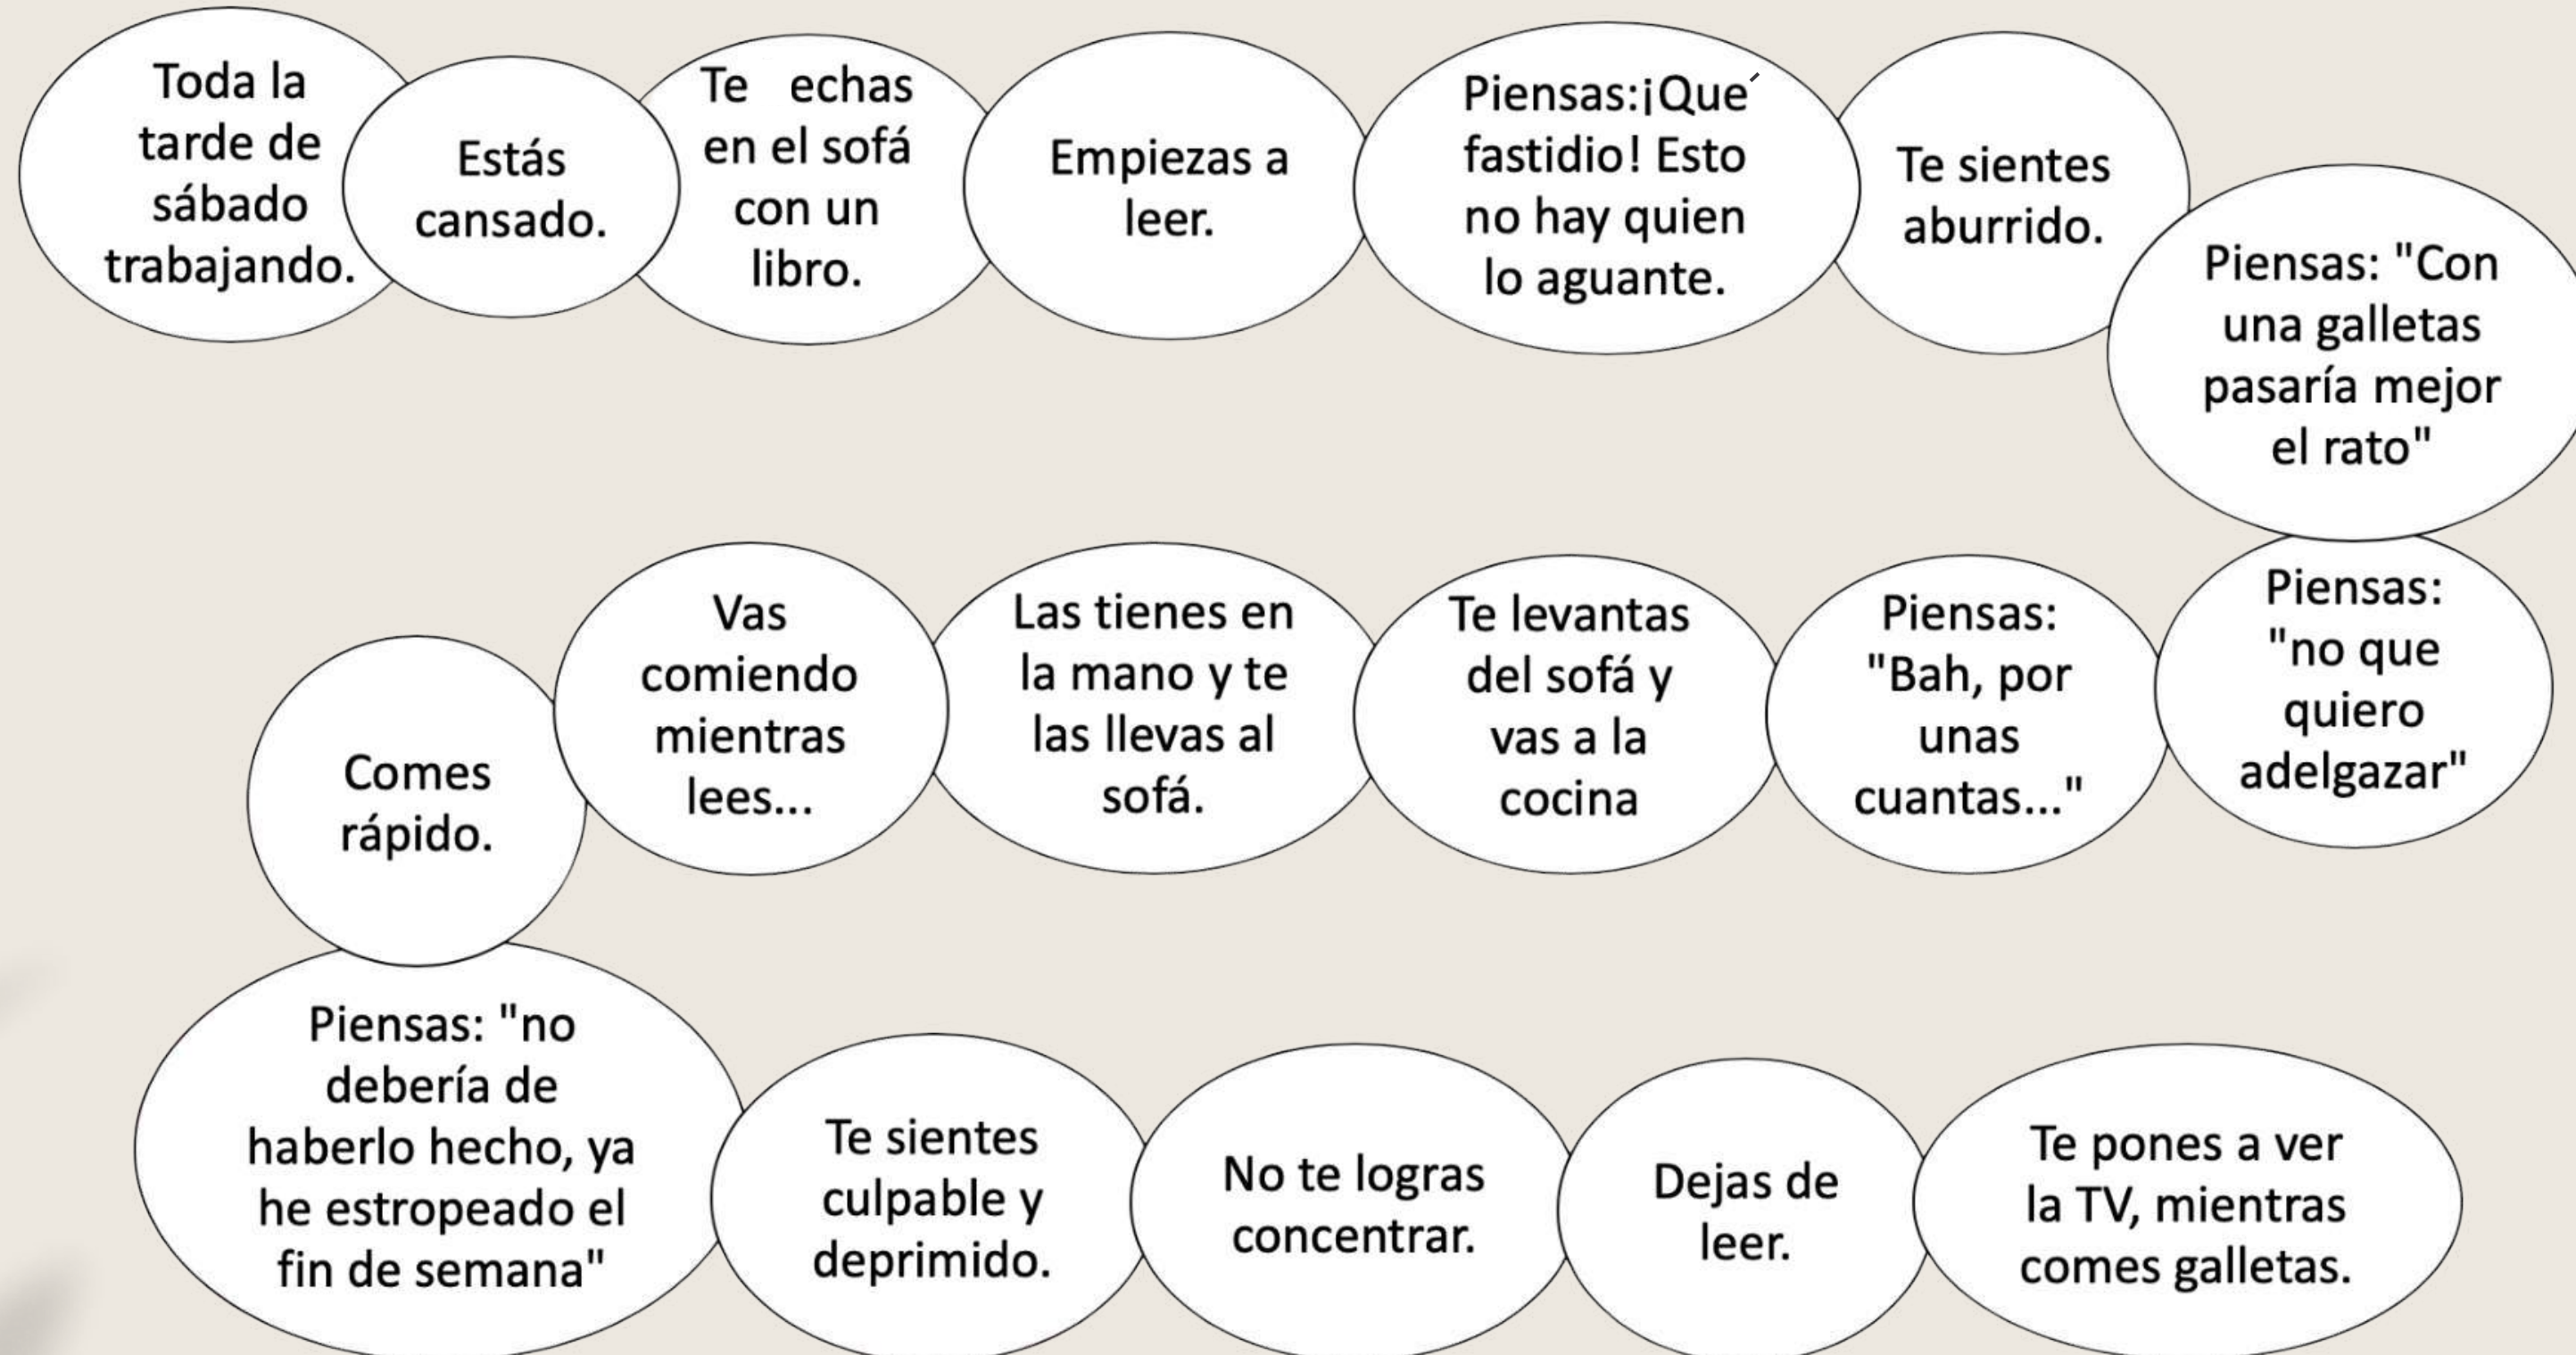 Toda la
tarde de
sábado
trabajando.
Estás
cansado.
Te echas
en el sofá
con un
libro.
Empiezas a
leer.
Piensas:¡Que´
fastidio! Esto
no hay quien
lo aguante.
Te sientes
aburrido.
Piensas: "Con
una galletas
pasaría mejor
el rato"
Piensas:
"no que
quiero
adelgazar"
Piensas:
"Bah, por
unas
cuantas..."
Te levantas
del sofá y
vas a la
cocina
Las tienes en
la mano y te
las llevas al
sofá.
Vas
comiendo
mientras
lees...
Comes
rápido.
Piensas: "no
debería de
haberlo hecho, ya
he estropeado el
fin de semana"
Te sientes
culpable y
deprimido.
No te logras
concentrar.
Dejas de
leer.
Te pones a ver
la TV, mientras
comes galletas.